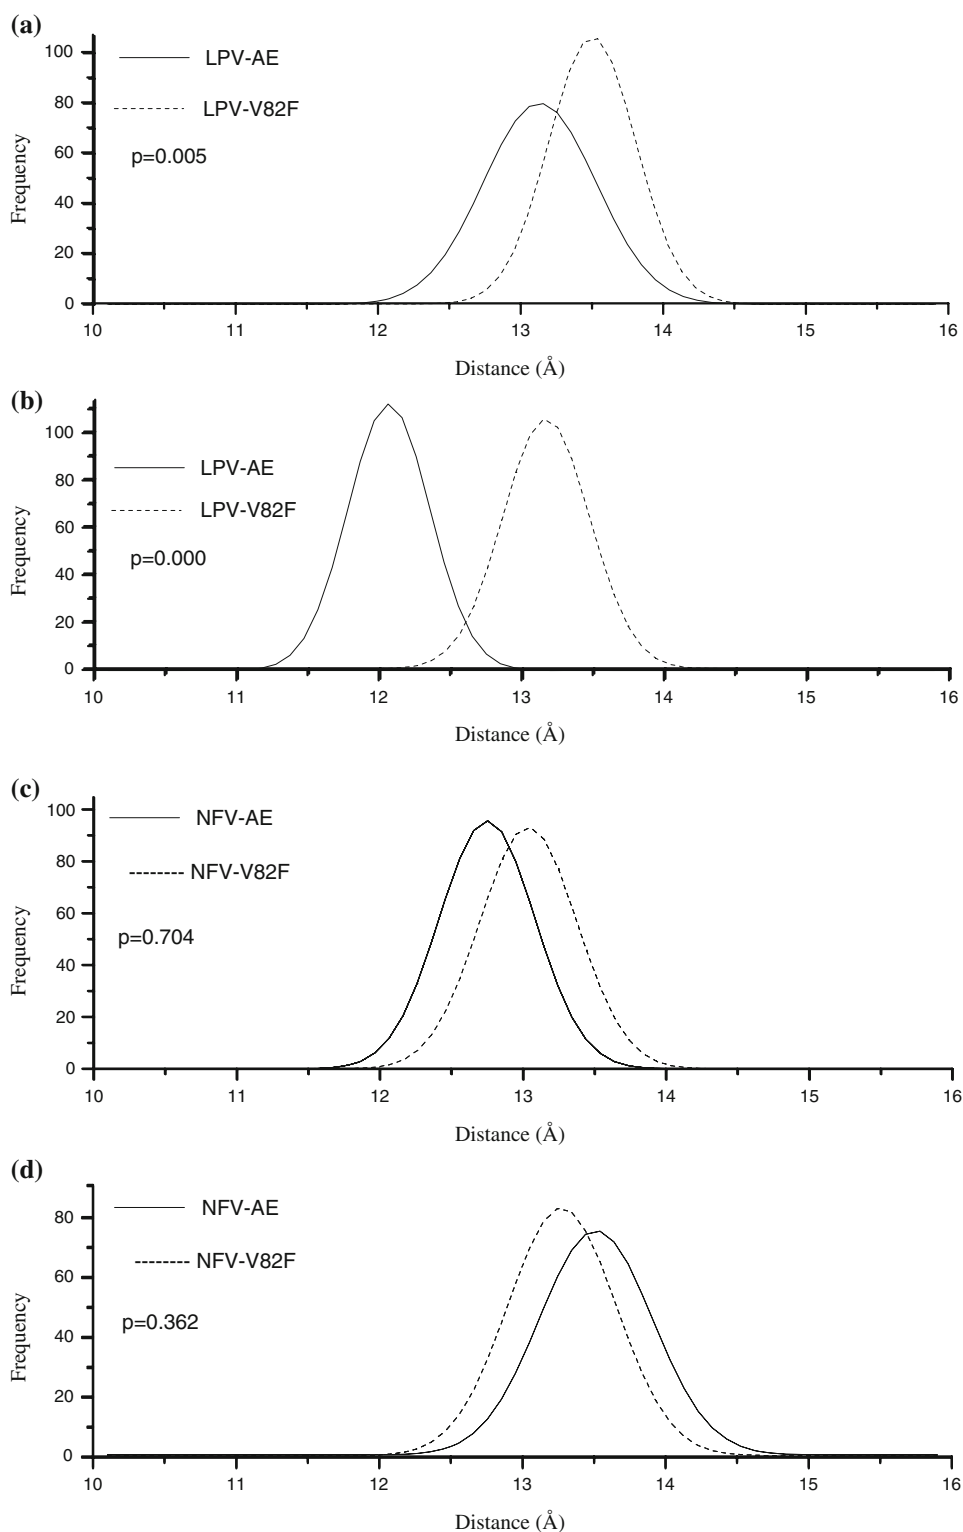 (a)
100
80
60
40
20
0
Frequency
LPV-AE
LPV-V82F
p=0.005
10 11 12 13 14 15 16
Distance (Å)
(b)
100
80
60
40
20
0
Frequency
LPV-AE
LPV-V82F
p=0.000
10 11 12 13 14 15 16
Distance (Å)
(c)
100
80
60
40
20
0
Frequency
NFV-AE
NFV-V82F
p=0.704
10 11 12 13 14 15 16
Distance (Å)
(d)
80
60
40
20
0
Frequency
NFV-AE
NFV-V82F
p=0.362
10 11 12 13 14 15 16
Distance (Å)